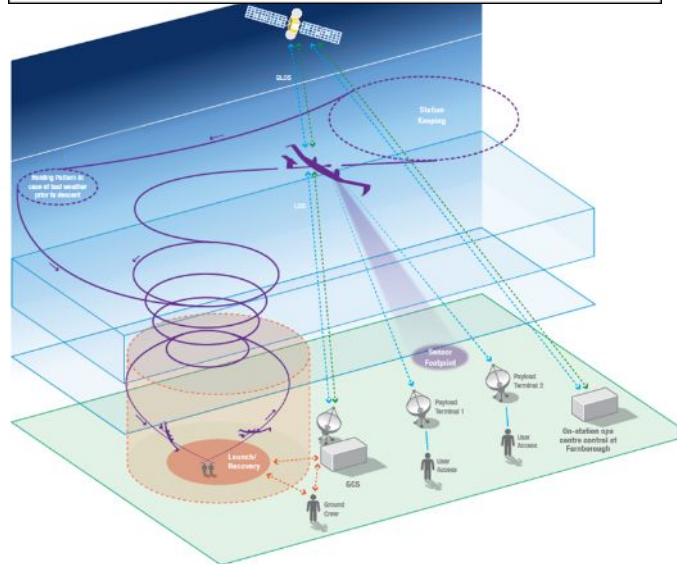 BLOS
Station
Keeping
Holding Pattern in
case of bad weather
prior to descent
LOS
Sensor
Footprint
Payload
Terminal 2
Payload
Terminal 1
On-station ops
centre control at
Farnborough
User
Access
User
Access
Launch/
Recovery
GCS
Ground
Crew